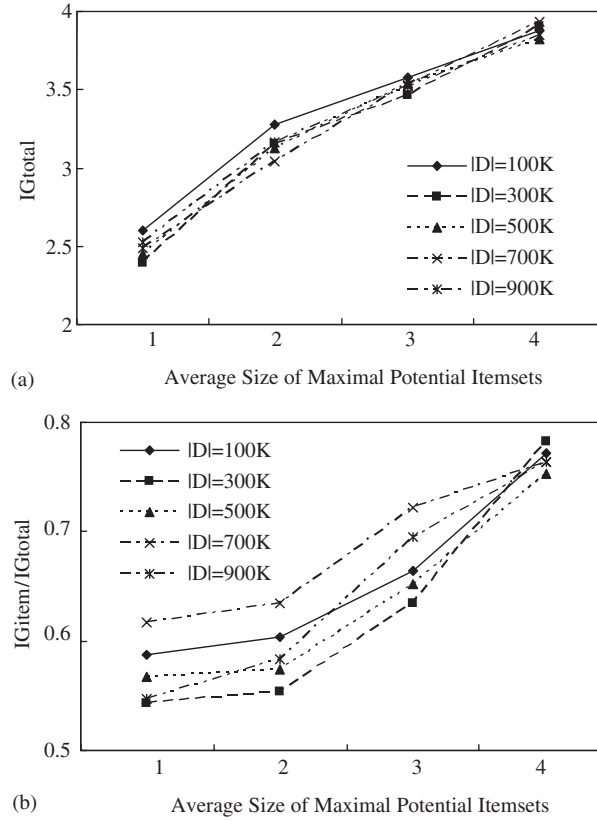 4
3.5
3
2.5
2
IGtotal
|D|=100K
|D|=300K
|D|=500K
|D|=700K
|D|=900K
1 2 3 4
(a) Average Size of Maximal Potential Itemsets
0.8
0.7
0.6
0.5
IGitem/IGtotal
|D|=100K
|D|=300K
|D|=500K
|D|=700K
|D|=900K
1 2 3 4
(b) Average Size of Maximal Potential Itemsets